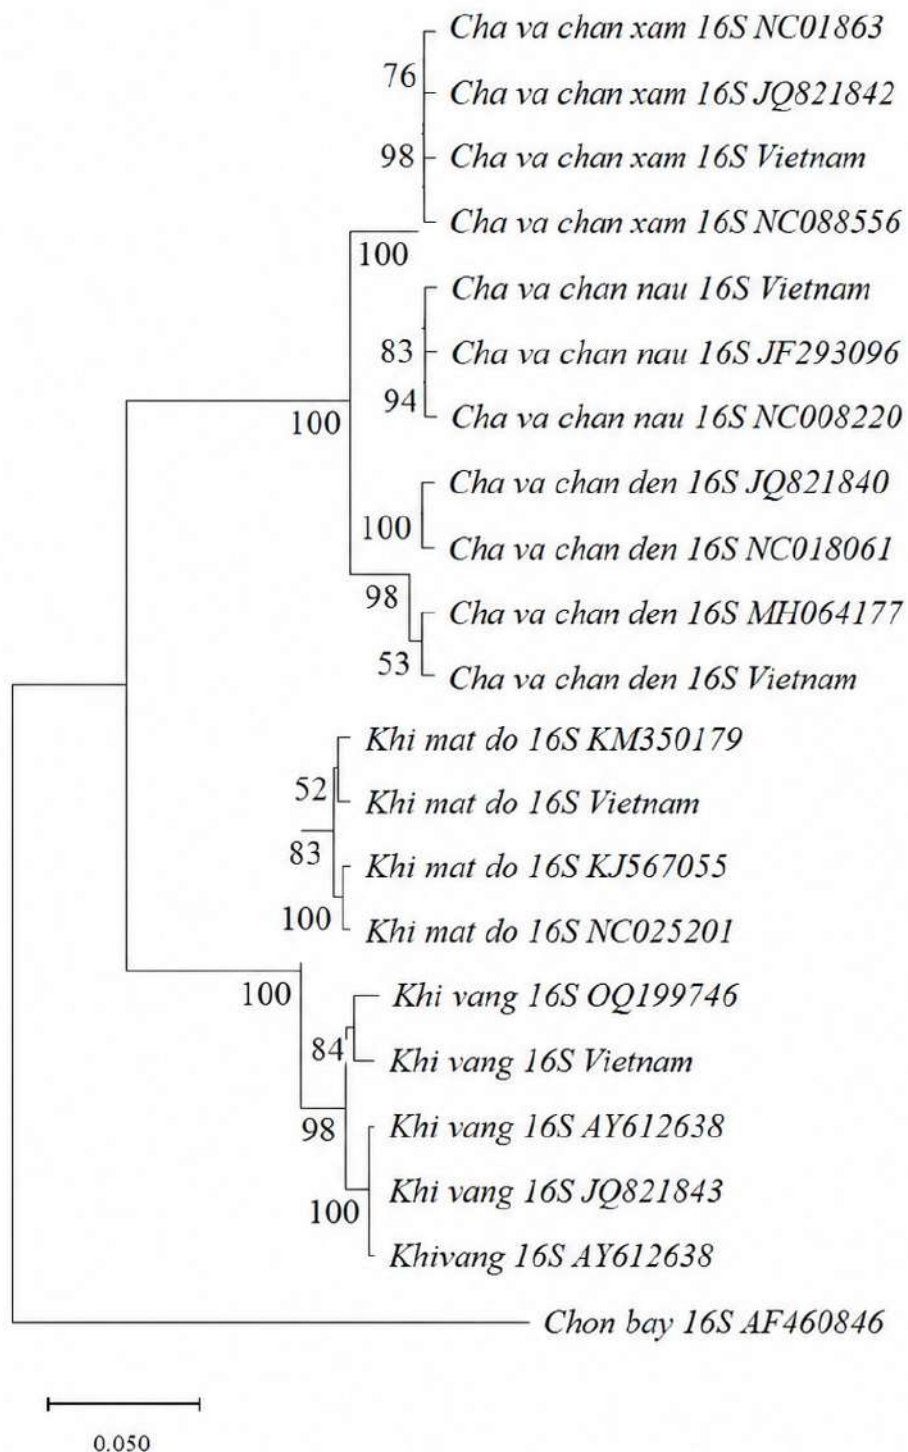 Cha va chan xam 16S NC01863
76
Cha va chan xam 16S JQ821842
98
Cha va chan xam 16S Vietnam
Cha va chan xam 16S NC088556
100
Cha va chan nau 16S Vietnam
83
Cha va chan nau 16S JF293096
94
Cha va chan nau 16S NC008220
100
Cha va chan den 16S JQ821840
100
Cha va chan den 16S NC018061
98
Cha va chan den 16S MH064177
53
Cha va chan den 16S Vietnam
Khi mat do 16S KM350179
52
Khi mat do 16S Vietnam
83
Khi mat do 16S KJ567055
100
Khi mat do 16S NC025201
100
Khi vang 16S OQ199746
84
Khi vang 16S Vietnam
98
Khi vang 16S AY612638
Khi vang 16S JQ821843
100
Khivang 16S AY612638
Chon bay 16S AF460846
0.050